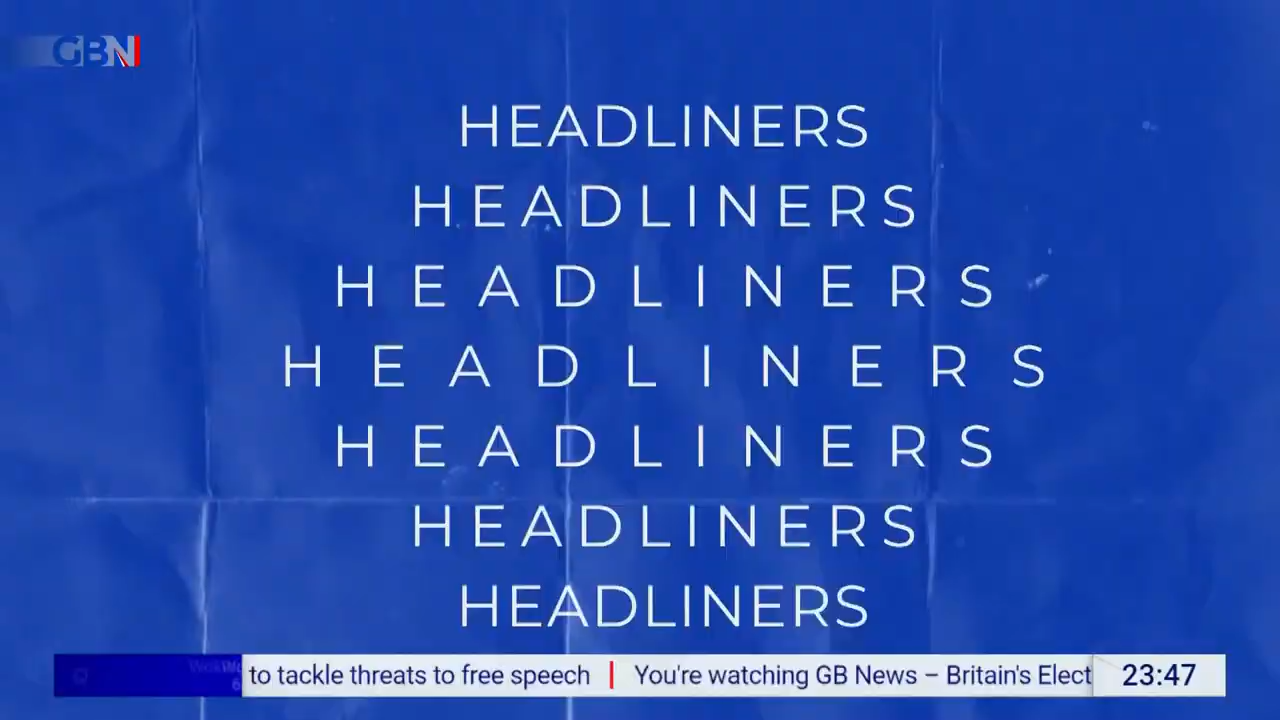 GBN
HEADLINERS
HEADLINERS
HEADLINERS
HEADLINERS
HEADLINERS
HEADLINERS
HEADLINERS
to tackle threats to free speech | You're watching GB News – Britain's Elect
23:47